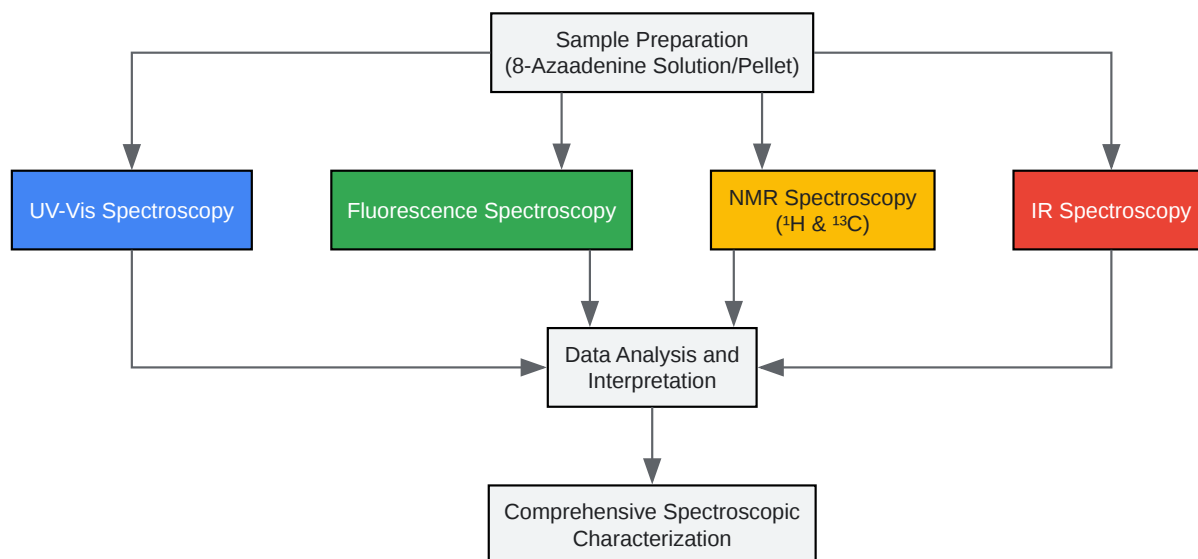 Sample Preparation
(8-Azaadenine Solution/Pellet)
UV-Vis Spectroscopy
Fluorescence Spectroscopy
NMR Spectroscopy
(¹H & ¹³C)
IR Spectroscopy
Data Analysis and
Interpretation
Comprehensive Spectroscopic
Characterization